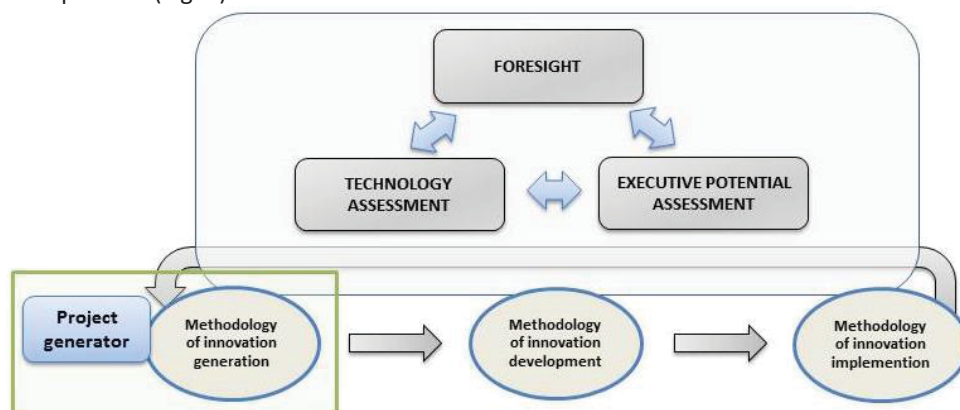 FORESIGHT
TECHNOLOGY
ASSESSMENT
EXECUTIVE POTENTIAL
ASSESSMENT
Project
generator
Methodology
of innovation
generation
Methodology
of innovation
development
Methodology
of innovation
implemention